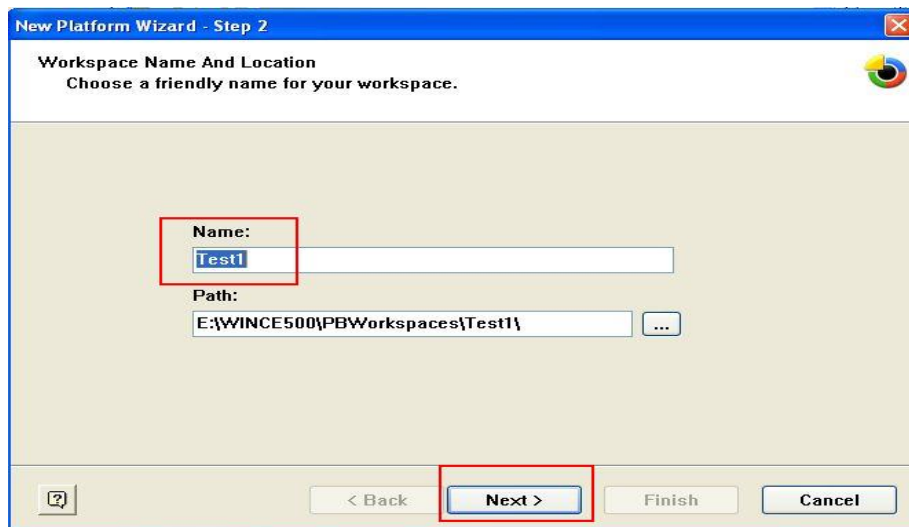 New Platform Wizard - Step 2
Workspace Name And Location
Choose a friendly name for your workspace.
Name:
Test1
Path:
E:\WINCE500\PBWorkspaces\Test1\
...
?
< Back Next > Finish Cancel